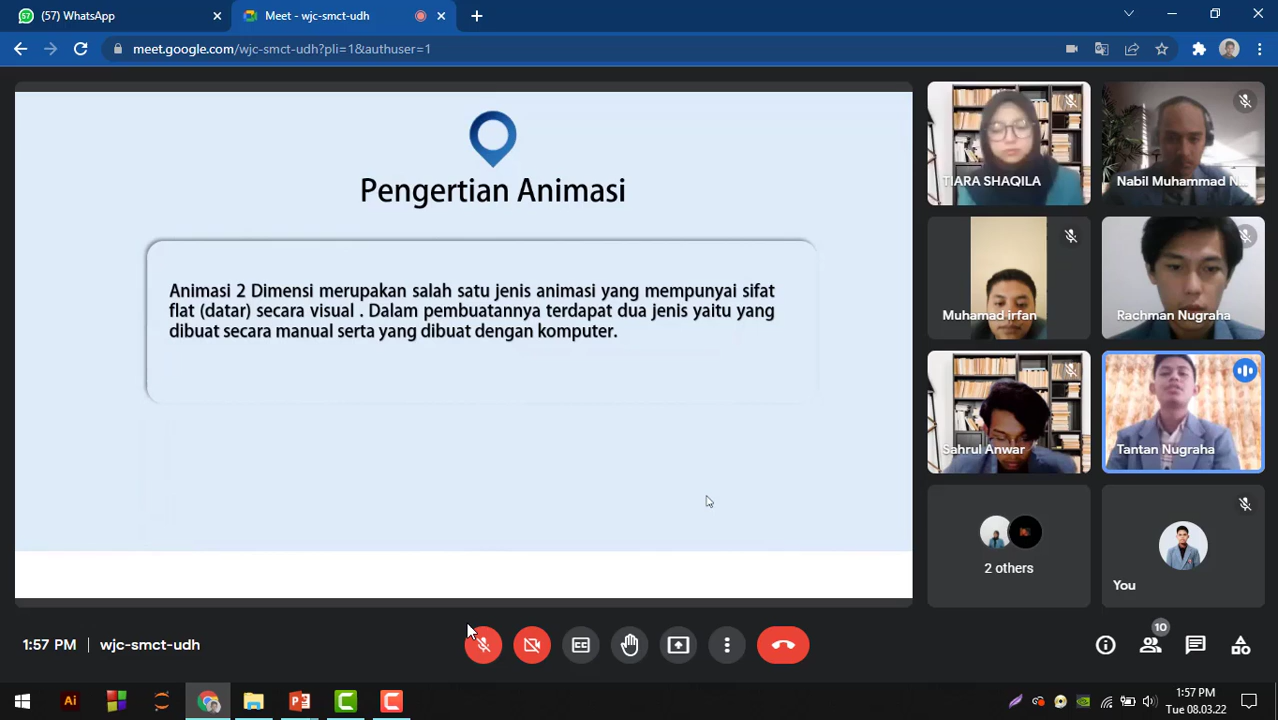 (57) WhatsApp
Meet - wjc-smct-udh
meet.google.com/wjc-smct-udh?pli=1&authuser=1
Pengertian Animasi
Animasi 2 Dimensi merupakan salah satu jenis animasi yang mempunyai sifat
flat (datar) secara visual . Dalam pembuatannya terdapat dua jenis yaitu yang
dibuat secara manual serta yang dibuat dengan komputer.
TIARA SHAQILA
Nabil Muhammad N...
Muhamad irfan
Rachman Nugraha
Sahrul Anwar
Tantan Nugraha
2 others
You
1:57 PM | wjc-smct-udh
CC
10
Ai
1:57 PM
Tue 08.03.22